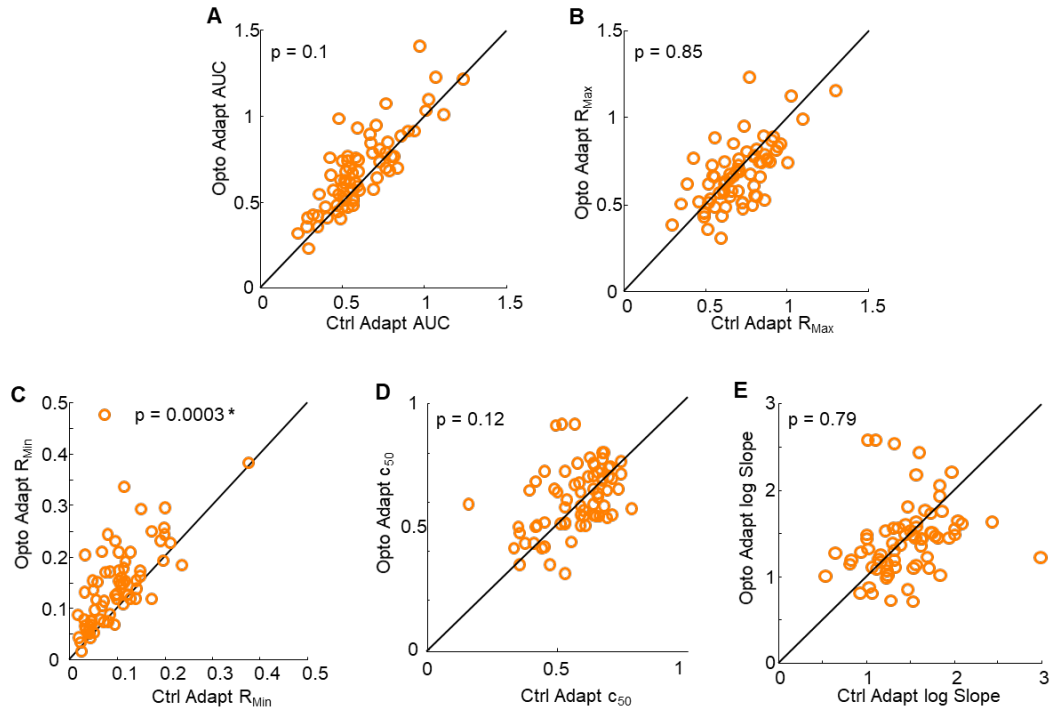 A
p = 0.1
1.5
1
0.5
0
Opto Adapt AUC
0
0.5
1
1.5
Ctrl Adapt AUC
B
p = 0.85
1.5
1
0.5
0
Opto Adapt RMax
0
0.5
1
1.5
Ctrl Adapt RMax
C
p = 0.0003 *
0.5
0.4
0.3
0.2
0.1
0
Opto Adapt RMin
0
0.1
0.2
0.3
0.4
0.5
Ctrl Adapt RMin
D
p = 0.12
1
0.5
0
Opto Adapt c50
0
0.5
1
Ctrl Adapt c50
E
p = 0.79
3
2
1
0
Opto Adapt log Slope
0
1
2
3
Ctrl Adapt log Slope